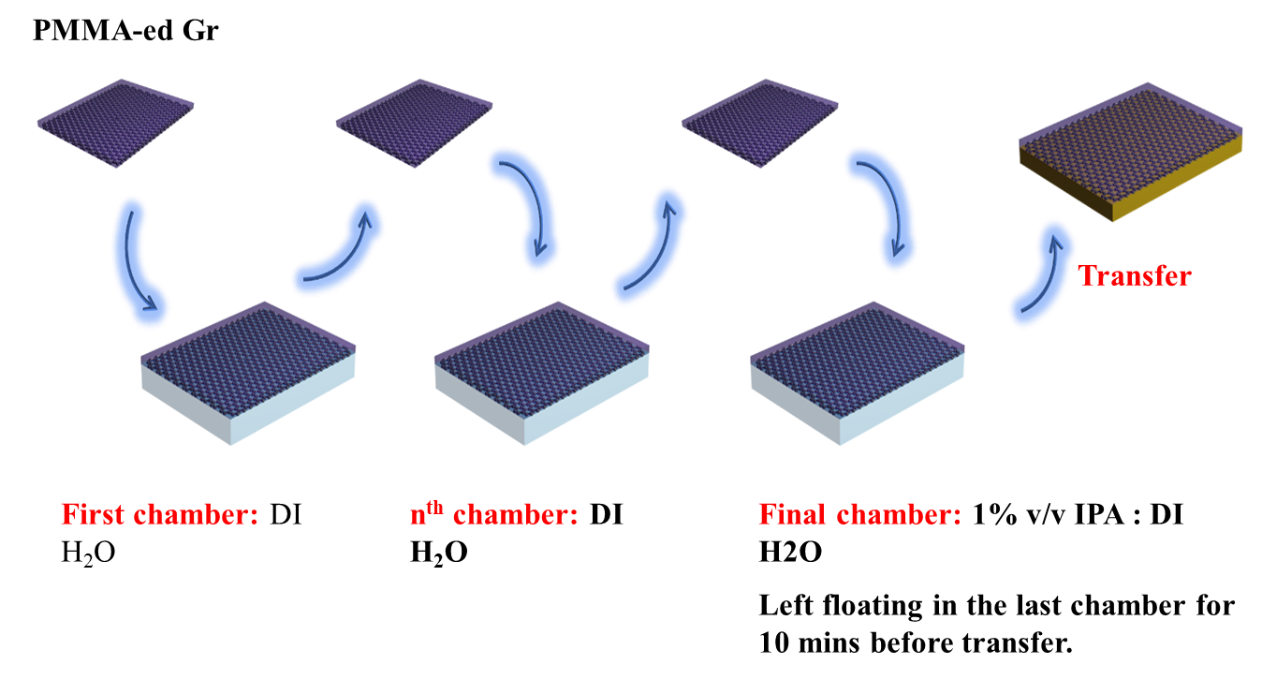 PMMA-ed Gr
Transfer
First chamber: DI
H₂O
nᵗʰ chamber: DI
H₂O
Final chamber: 1% v/v IPA : DI
H2O
Left floating in the last chamber for
10 mins before transfer.